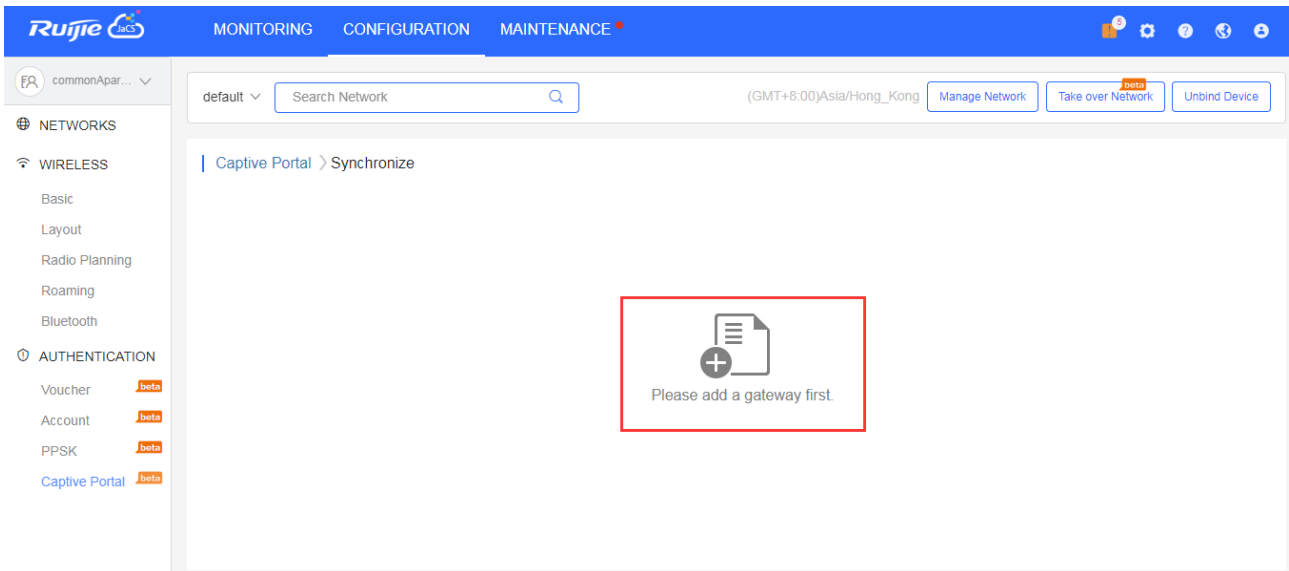 Ruijie JaCS MONITORING CONFIGURATION MAINTENANCE 5
commonApar...
default Search Network (GMT+8:00)Asia/Hong_Kong Manage Network Take over Network beta Unbind Device
NETWORKS
WIRELESS
Captive Portal Synchronize
Basic
Layout
Radio Planning
Roaming
Bluetooth
AUTHENTICATION
Voucher beta
Account beta
PPSK beta
Captive Portal beta
Please add a gateway first.